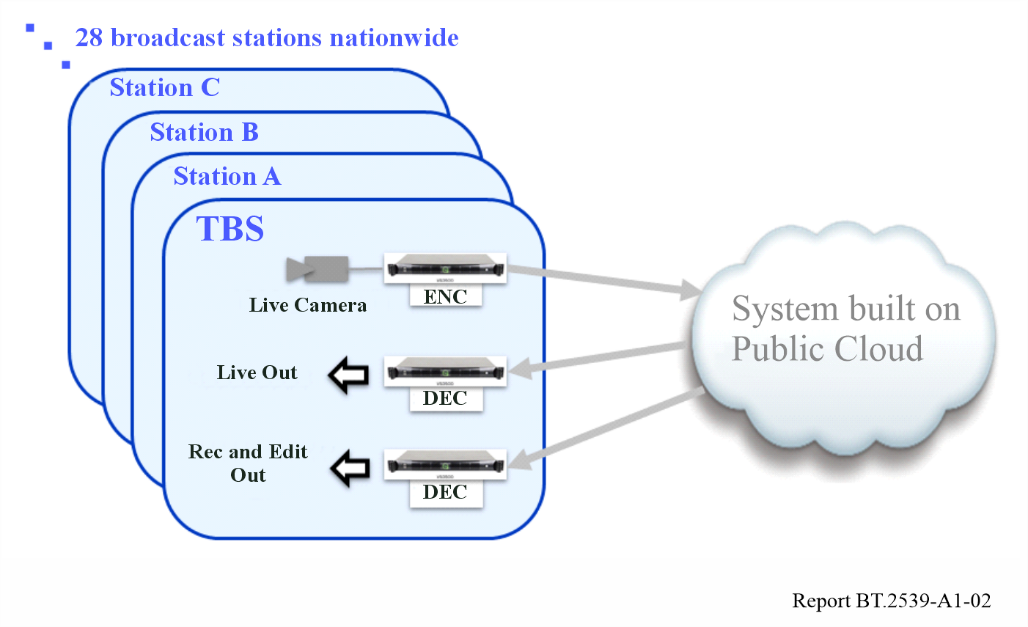 28 broadcast stations nationwide
Station C
Station B
Station A
TBS
Live Camera
ENC
Live Out
DEC
Rec and Edit
Out
DEC
System built on
Public Cloud
Report BT.2539-A1-02